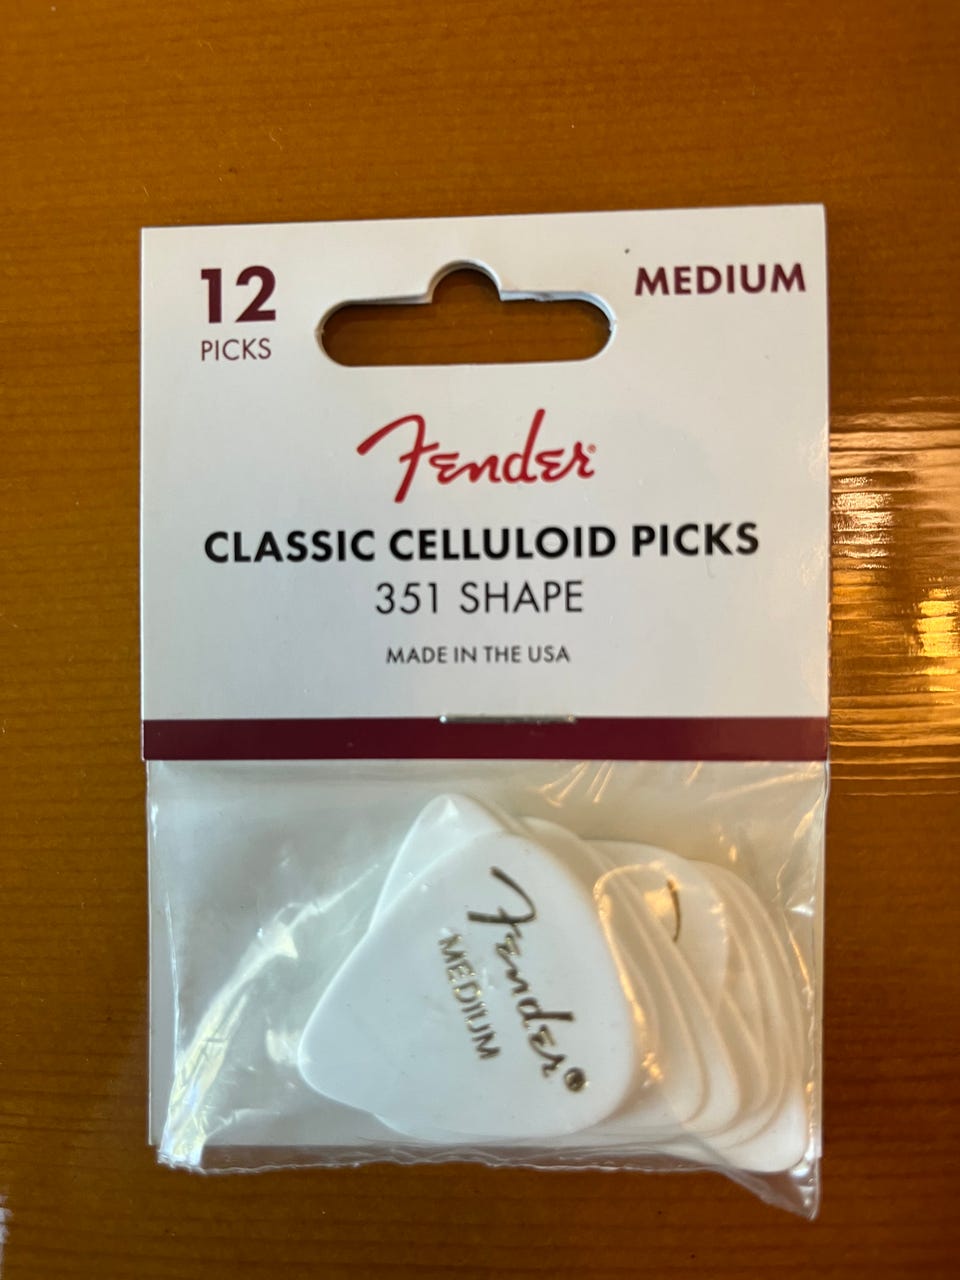 12
PICKS
MEDIUM
Fender®
CLASSIC CELLULOID PICKS
351 SHAPE
MADE IN THE USA
Fender®
MEDIUM